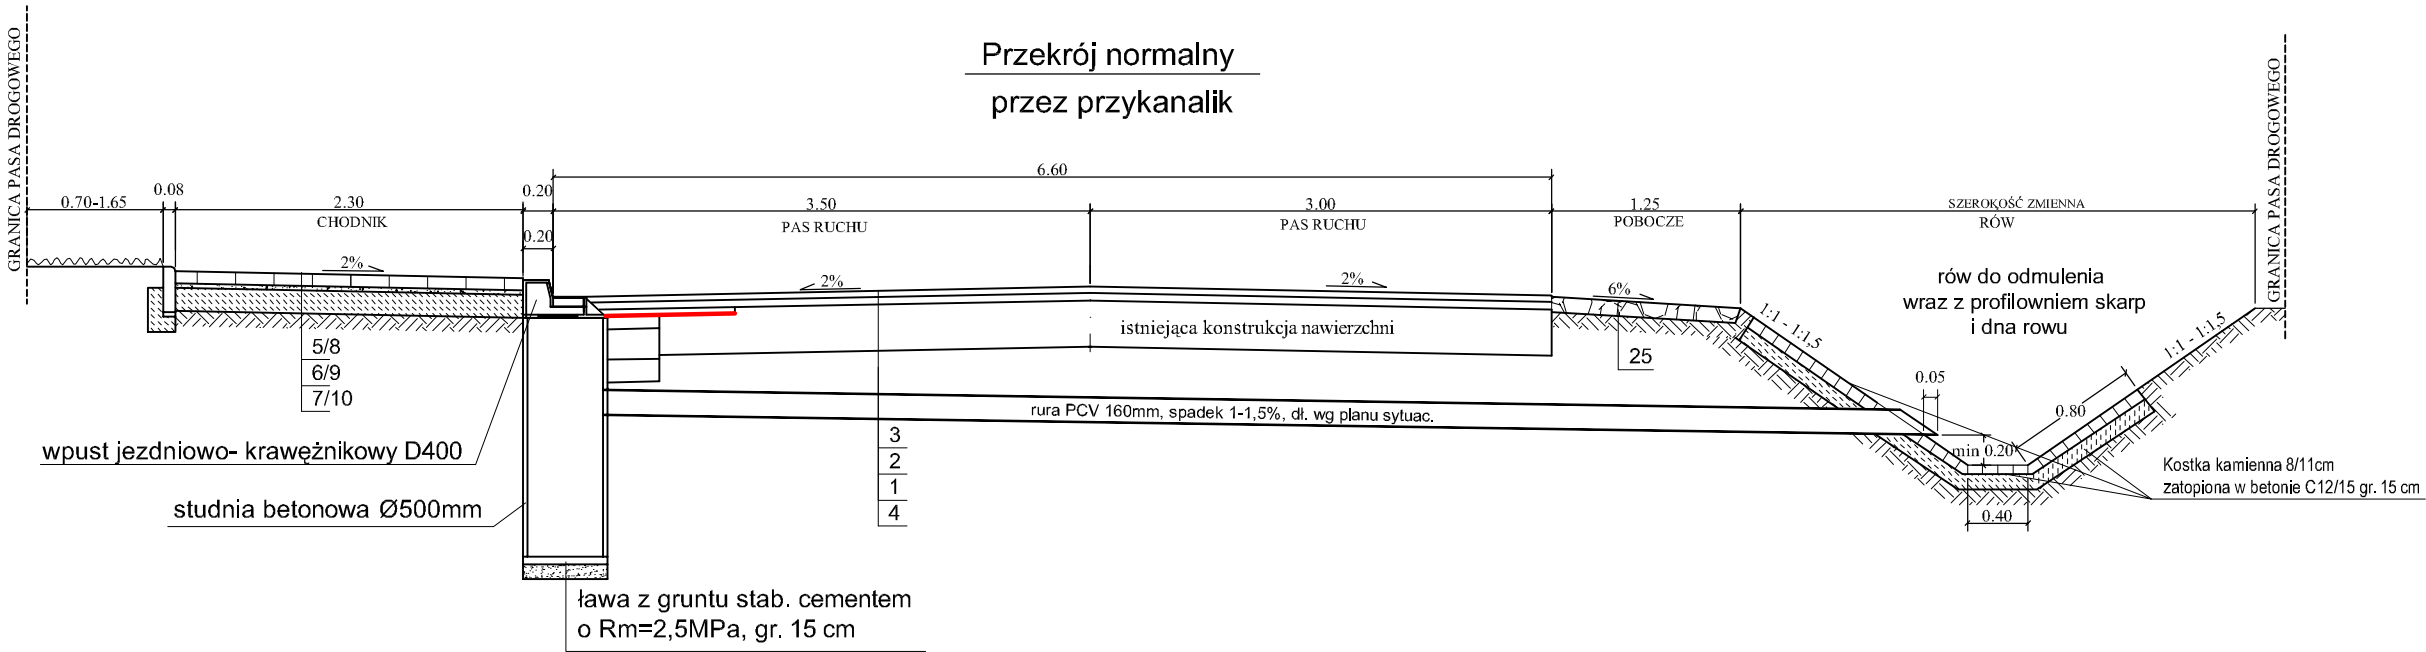 Przekrój normalny
przez przykanalik
GRANICA PASA DROGOWEGO
GRANICA PASA DROGOWEGO
6.60
0.70-1.65
0.08
2.30
0.20
3.50
3.00
1.25
SZEROKOŚĆ ZMIENNA
CHODNIK
0.20
PAS RUCHU
PAS RUCHU
POBOCZE
RÓW
2%
2%
2%
6%
rów do odmulenia
wraz z profilowniem skarp
i dna rowu
1:1 - 1:1,5
1:1 - 1:1,5
istniejąca konstrukcja nawierzchni
25
5/8
6/9
7/10
0.05
0.80
rura PCV 160mm, spadek 1-1,5%, dł. wg planu sytuac.
3
2
1
4
wpust jezdniowo- krawężnikowy D400
min 0.20
Kostka kamienna 8/11cm
zatopiona w betonie C12/15 gr. 15 cm
studnia betonowa Ø500mm
0.40
ława z gruntu stab. cementem
o Rm=2,5MPa, gr. 15 cm